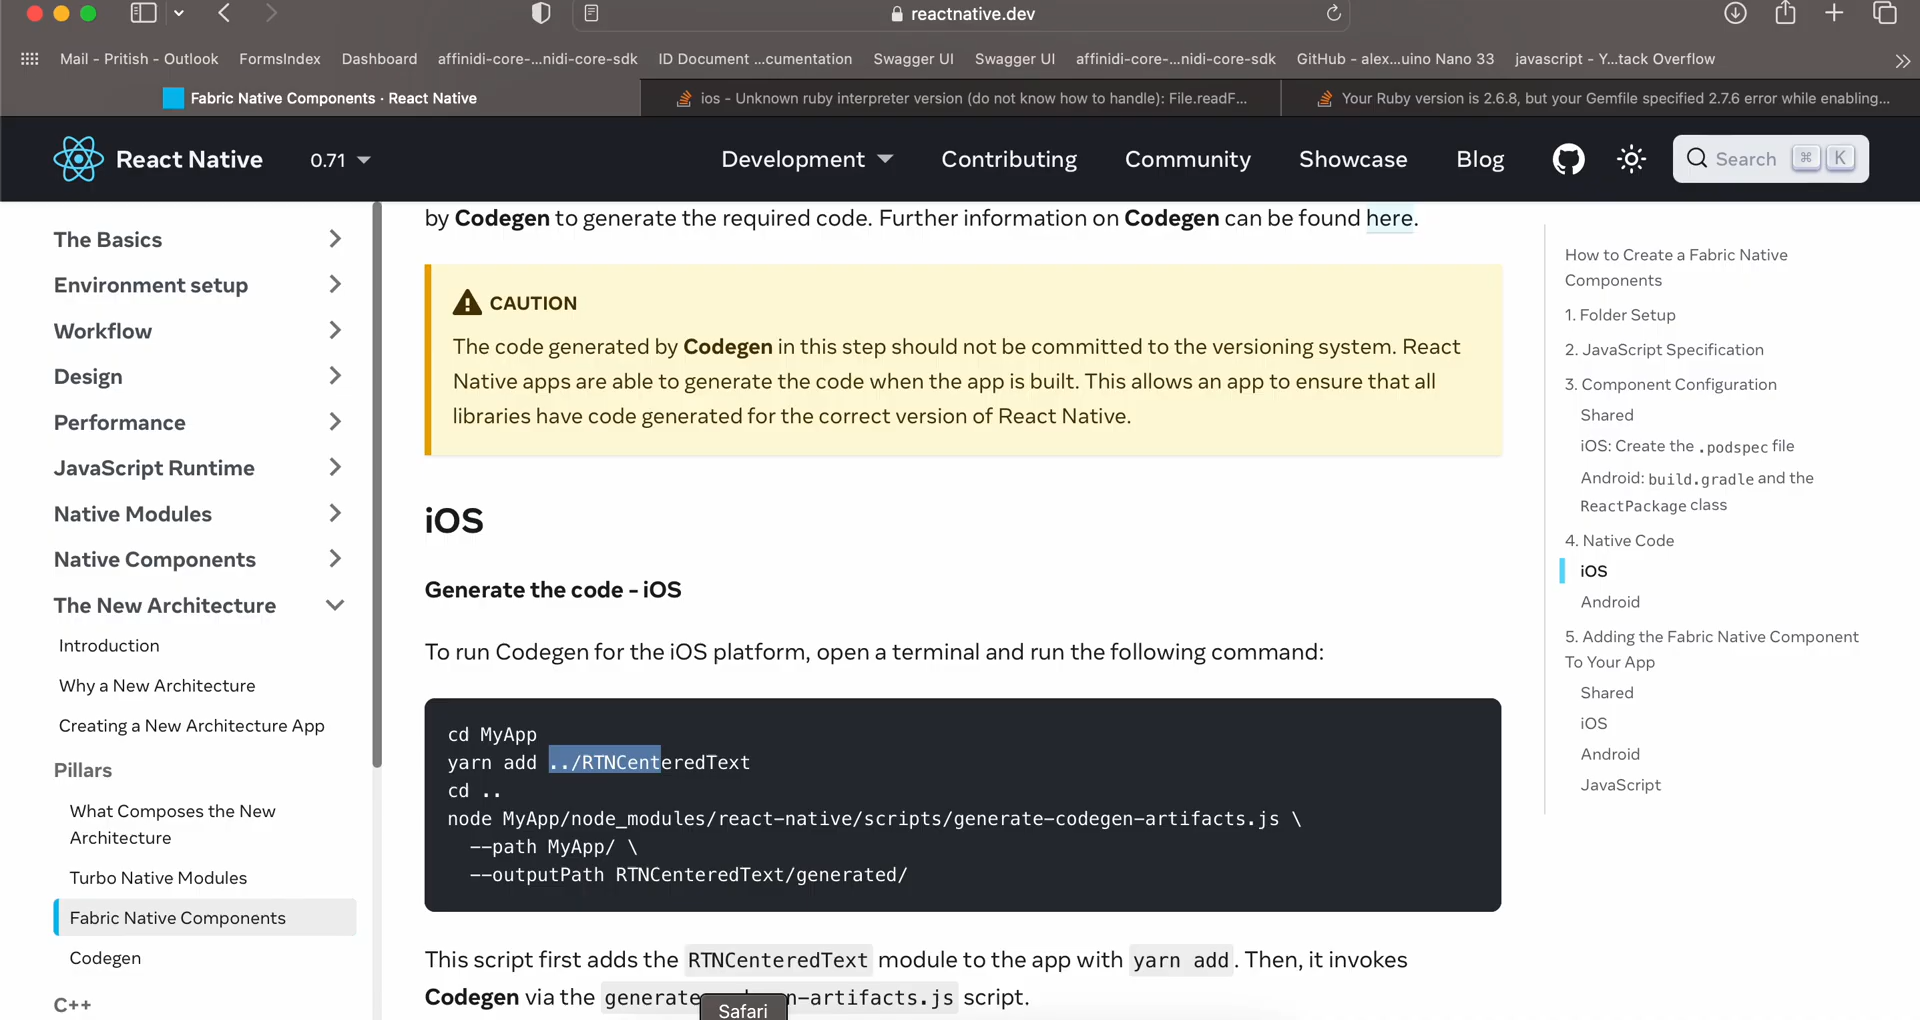 reactnative.dev
Mail - Pritish - Outlook FormsIndex Dashboard affinidi-core-...nidi-core-sdk ID Document ...cumentation Swagger UI Swagger UI affinidi-core-...nidi-core-sdk GitHub - alex...uino Nano 33 javascript - Y...tack Overflow
Fabric Native Components · React Native
ios - Unknown ruby interpreter version (do not know how to handle): File.readF...
Your Ruby version is 2.6.8, but your Gemfile specified 2.7.6 error while enabling...
React Native 0.71 Development Contributing Community Showcase Blog Search ⌘ K
The Basics
Environment setup
Workflow
Design
Performance
JavaScript Runtime
Native Modules
Native Components
The New Architecture
Introduction
Why a New Architecture
Creating a New Architecture App
Pillars
What Composes the New
Architecture
Turbo Native Modules
Fabric Native Components
Codegen
C++
by Codegen to generate the required code. Further information on Codegen can be found here.
CAUTION
The code generated by Codegen in this step should not be committed to the versioning system. React
Native apps are able to generate the code when the app is built. This allows an app to ensure that all
libraries have code generated for the correct version of React Native.
iOS
Generate the code - iOS
To run Codegen for the iOS platform, open a terminal and run the following command:
cd MyApp
yarn add ../RTNCenteredText
cd ..
node MyApp/node_modules/react-native/scripts/generate-codegen-artifacts.js \
--path MyApp/ \
--outputPath RTNCenteredText/generated/
This script first adds the RTNCenteredText module to the app with yarn add. Then, it invokes
Codegen via the generate n-artifacts.js script.
Safari
How to Create a Fabric Native
Components
1. Folder Setup
2. JavaScript Specification
3. Component Configuration
Shared
iOS: Create the .podspec file
Android: build.gradle and the
ReactPackage class
4. Native Code
iOS
Android
5. Adding the Fabric Native Component
To Your App
Shared
iOS
Android
JavaScript